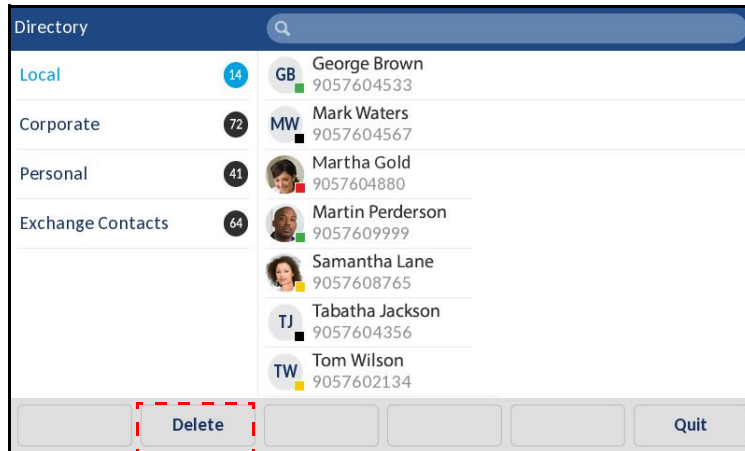 Directory
Local 14
Corporate 72
Personal 41
Exchange Contacts 64
GB George Brown
9057604533
MW Mark Waters
9057604567
Martha Gold
9057604880
Martin Perderson
9057609999
Samantha Lane
9057608765
TJ Tabatha Jackson
9057604356
TW Tom Wilson
9057602134
Delete Quit